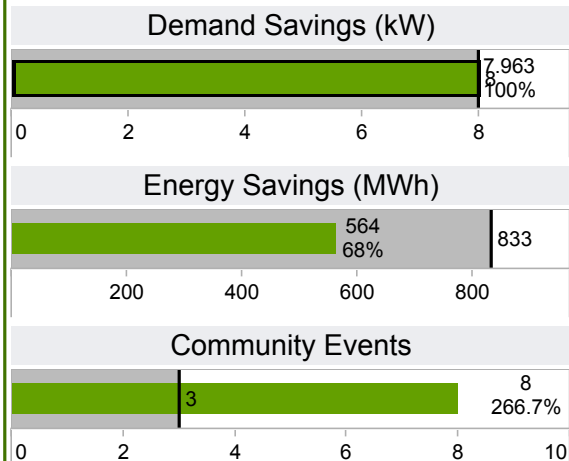 Demand Savings (kW)
7.963
8
100%
0 2 4 6 8
Energy Savings (MWh)
564
68%
833
200 400 600 800
Community Events
3
8
266.7%
0 2 4 6 8 10